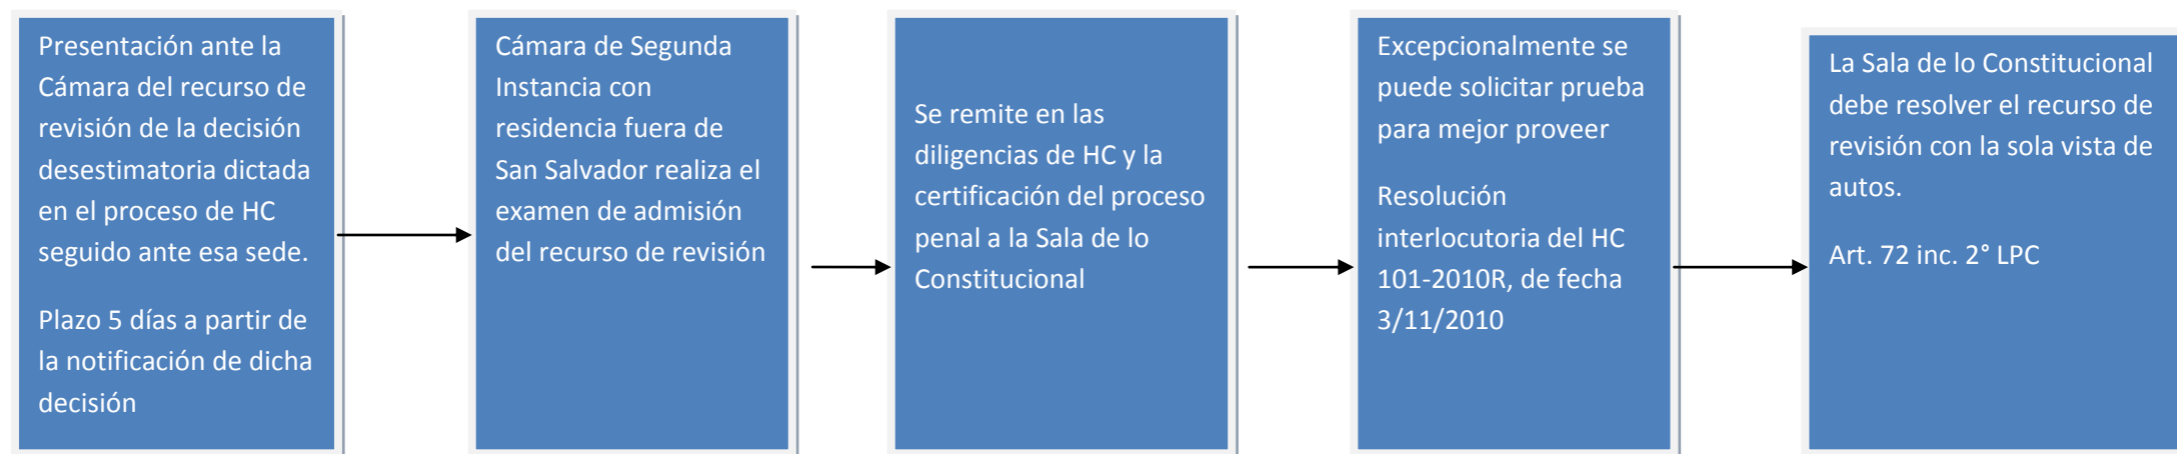 Presentación ante la
Cámara del recurso de
revisión de la decisión
desestimatoria dictada
en el proceso de HC
seguido ante esa sede.
Plazo 5 días a partir de
la notificación de dicha
decisión
Cámara de Segunda
Instancia con
residencia fuera de
San Salvador realiza el
examen de admisión
del recurso de revisión
Se remite en las
diligencias de HC y la
certificación del proceso
penal a la Sala de lo
Constitucional
Excepcionalmente se
puede solicitar prueba
para mejor proveer
Resolución
interlocutoria del HC
101-2010R, de fecha
3/11/2010
La Sala de lo Constitucional
debe resolver el recurso de
revisión con la sola vista de
autos.
Art. 72 inc. 2° LPC